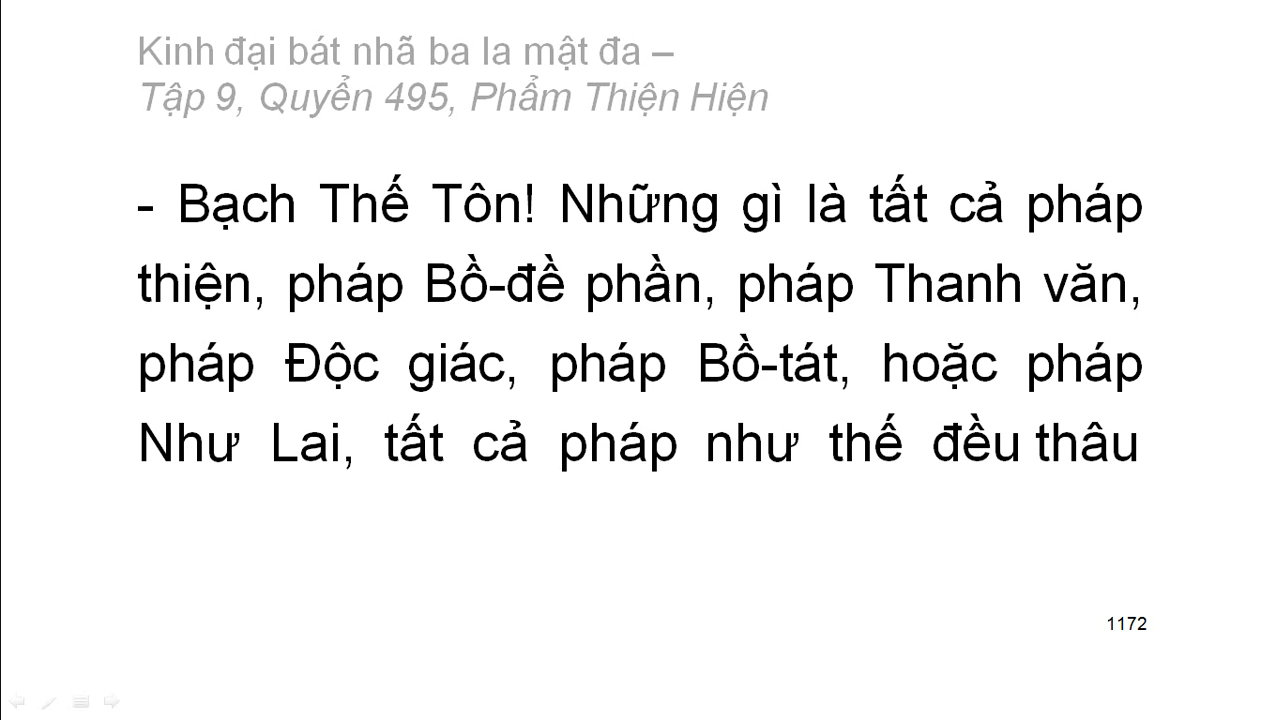 Kinh đại bát nhã ba la mật đa –
Tập 9, Quyển 495, Phẩm Thiện Hiện
- Bạch Thế Tôn! Những gì là tất cả pháp
thiện, pháp Bồ-đề phần, pháp Thanh văn,
pháp Độc giác, pháp Bồ-tát, hoặc pháp
Như Lai, tất cả pháp như thế đều thâu
1172